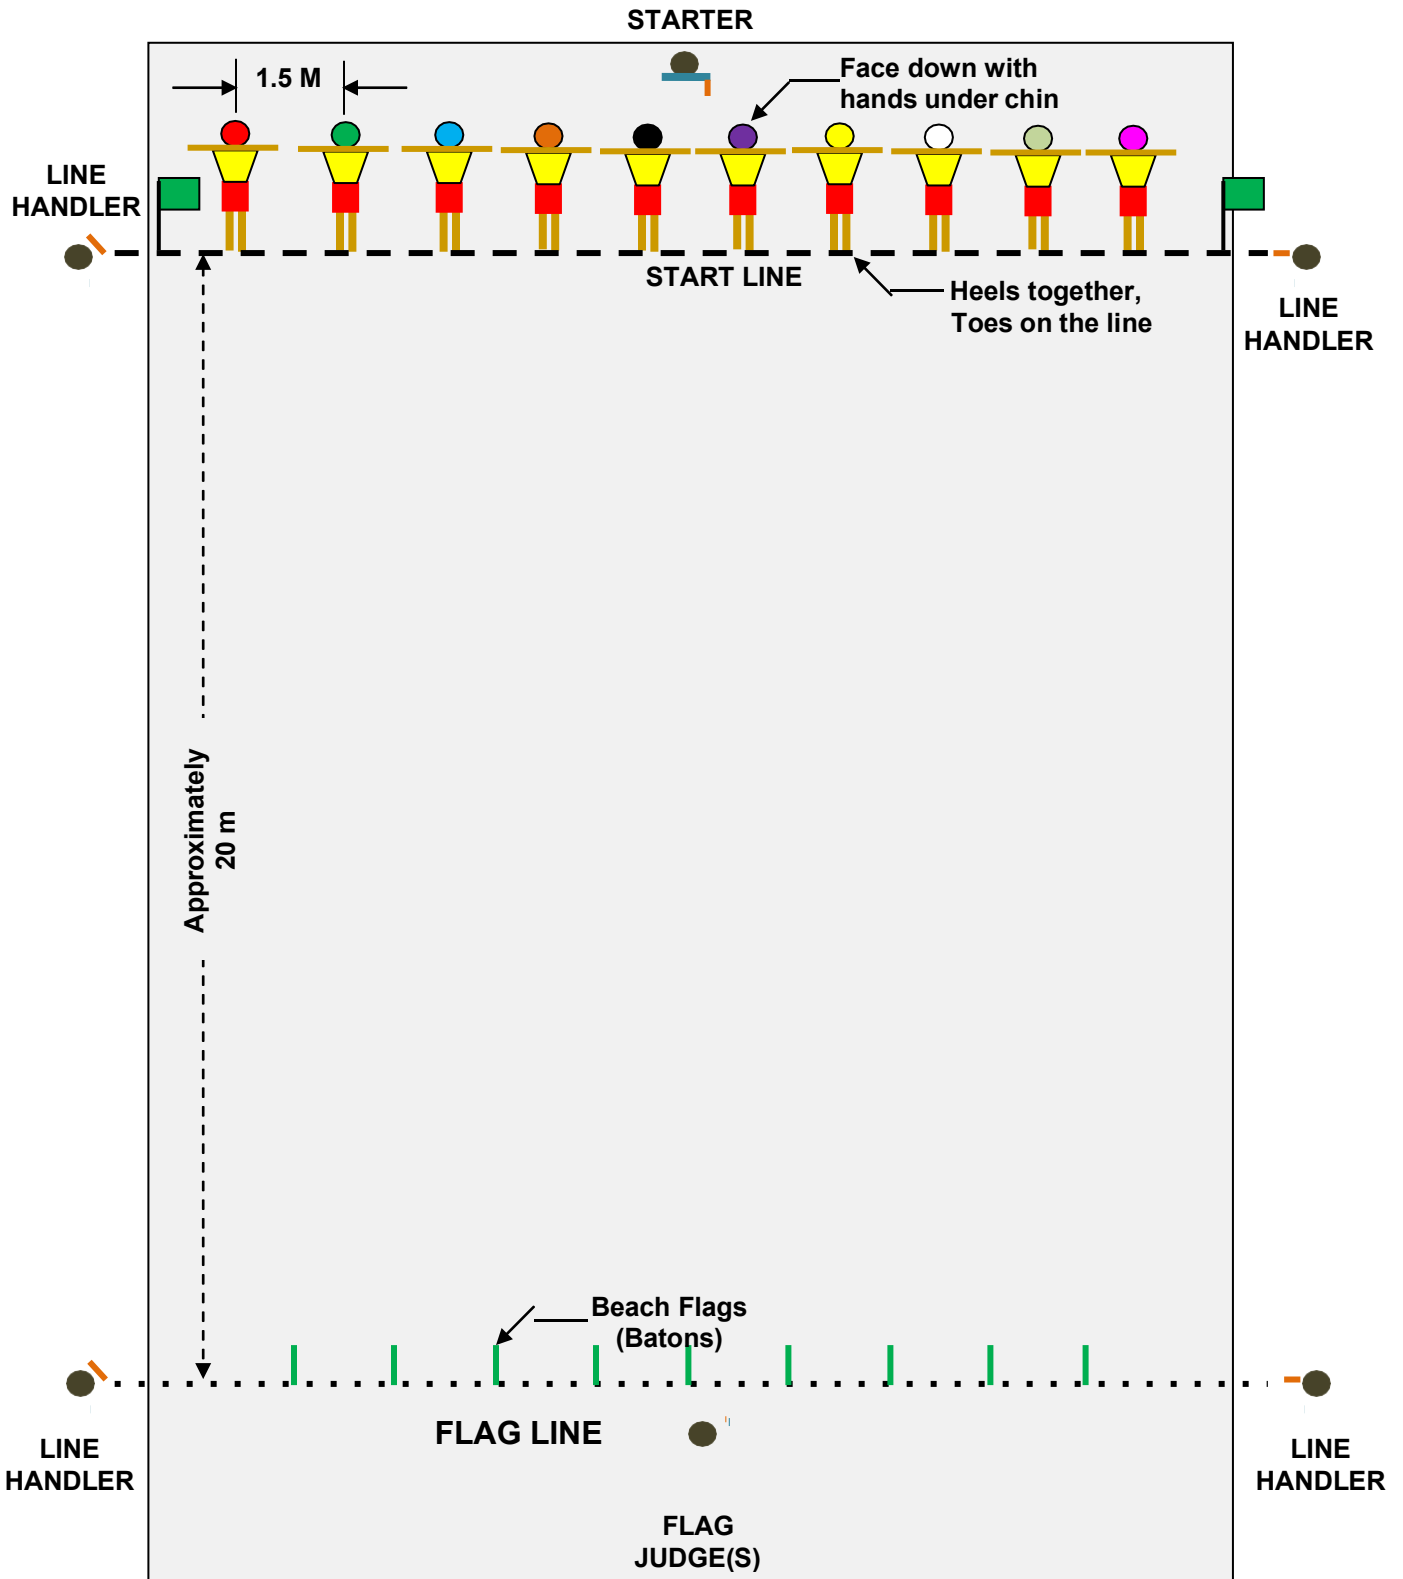 STARTER
1.5 M
Face down with
hands under chin
LINE
HANDLER
START LINE
Heels together,
Toes on the line
LINE
HANDLER
Approximately
20 m
Beach Flags
(Batons)
FLAG LINE
LINE
HANDLER
LINE
HANDLER
FLAG
JUDGE(S)